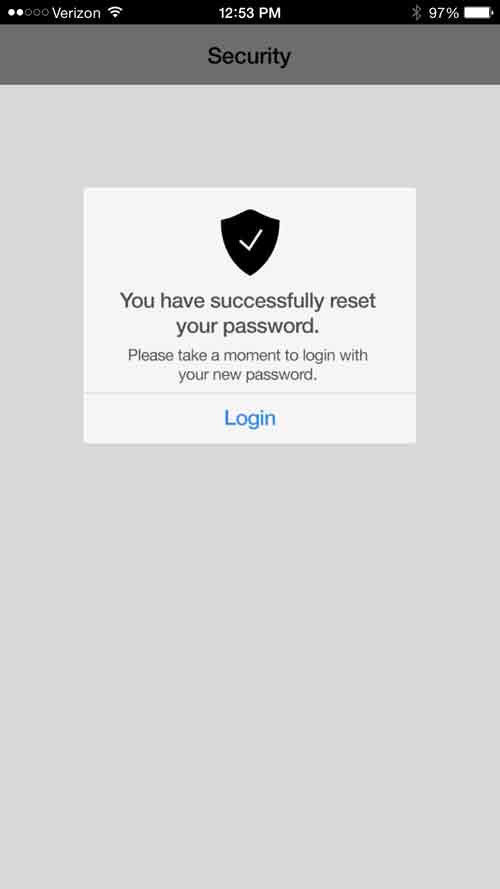 Verizon 12:53 PM 97%
Security
You have successfully reset
your password.
Please take a moment to login with
your new password.
Login